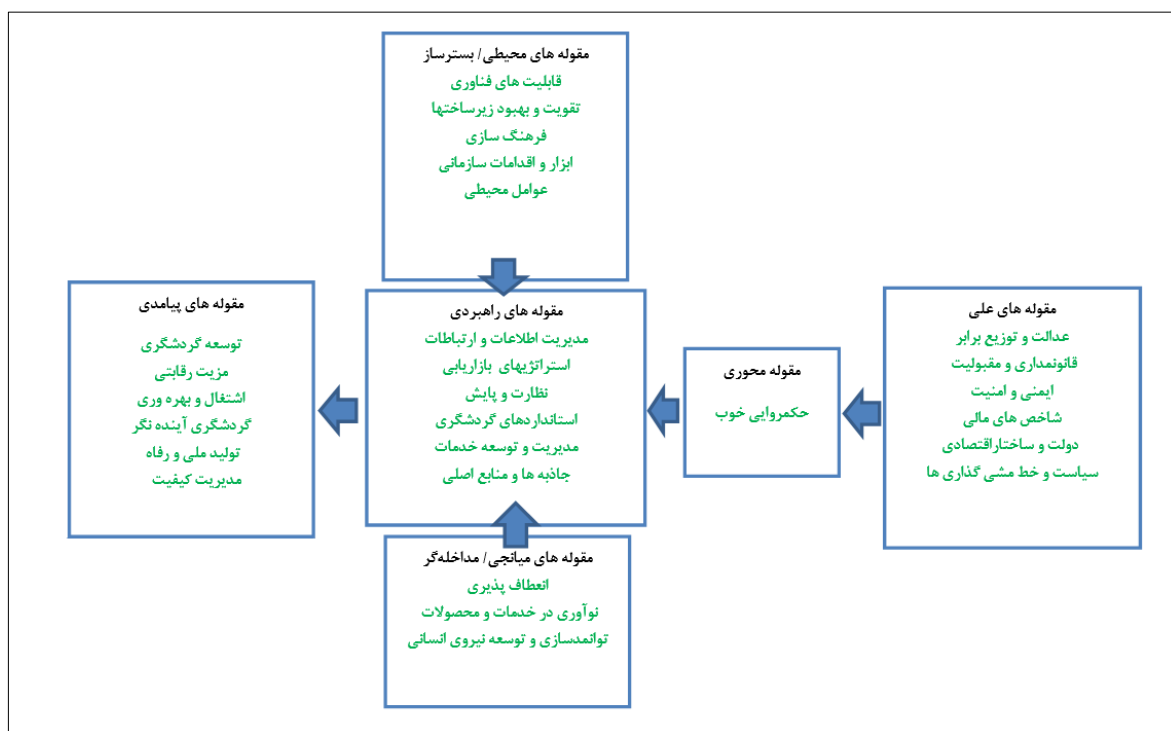 مقوله های محیطی/ بسترساز
قابلیت های فناوری
تقویت و بهبود زیرساختها
فرهنگ سازی
ابزار و اقدامات سازمانی
عوامل محیطی
مقوله های علی
عدالت و توزیع برابر
قانونمداری و مقبولیت
ایمنی و امنیت
شاخص های مالی
دولت و ساختاراقتصادی
سیاست و خط مشی گذاری ها
مقوله محوری
حکمروایی خوب
مقوله های راهبردی
مدیریت اطلاعات و ارتباطات
استراتژیهای بازاریابی
نظارت و پایش
استانداردهای گردشگری
مدیریت و توسعه خدمات
جاذبه ها و منابع اصلی
مقوله های پیامدی
توسعه گردشگری
مزیت رقابتی
اشتغال و بهره وری
گردشگری آینده نگر
تولید ملی و رفاه
مدیریت کیفیت
مقوله های میانجی/ مداخله‌گر
انعطاف پذیری
نوآوری در خدمات و محصولات
توانمدسازی و توسعه نیروی انسانی